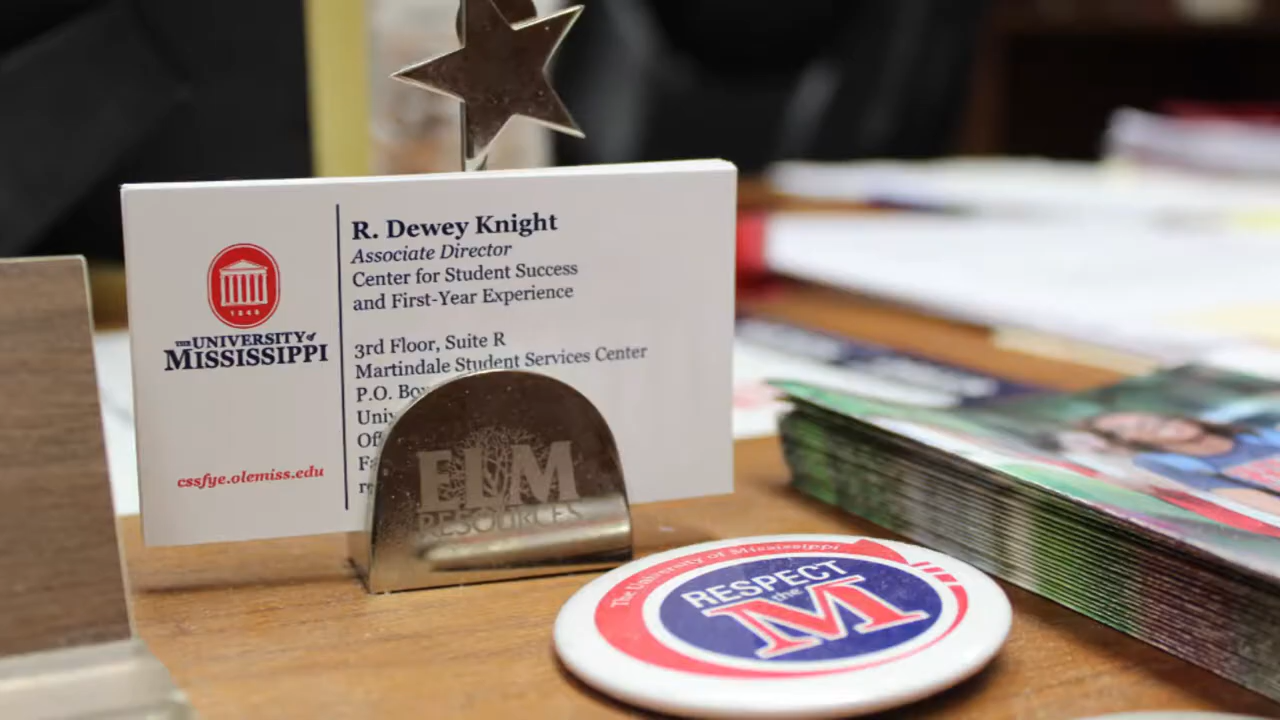 R. Dewey Knight
Associate Director
Center for Student Success
and First-Year Experience
3rd Floor, Suite R
Martindale Student Services Center
P.O. Box
1848
THE UNIVERSITY of
MISSISSIPPI
cssfye.olemiss.edu
ELM
RESOURCES
The University of Mississippi
RESPECT
the
M